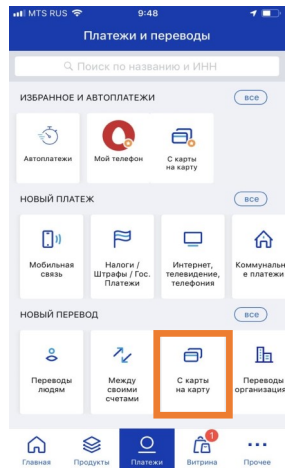 MTS RUS 9:48
Платежи и переводы
Поиск по названию и ИНН
ИЗБРАННОЕ И АВТОПЛАТЕЖИ все
Автоплатежи Мой телефон С карты
на карту
НОВЫЙ ПЛАТЕЖ все
Мобильная Налоги / Интернет, Коммунальн
связь Штрафы / Гос. телевидение, е платежи
Платежи телефония
НОВЫЙ ПЕРЕВОД все
Переводы Между С карты Переводы
людям своими на карту организация
счетами
1
Главная Продукты Платежи Витрина Прочее